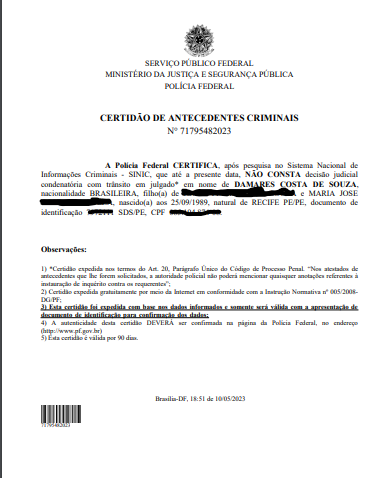 SERVIÇO PÚBLICO FEDERAL
MINISTÉRIO DA JUSTIÇA E SEGURANÇA PÚBLICA
POLÍCIA FEDERAL
CERTIDÃO DE ANTECEDENTES CRIMINAIS
Nº 71795482023
A Polícia Federal CERTIFICA, após pesquisa no Sistema Nacional de
Informações Criminais - SINIC, que até a presente data, NÃO CONSTA decisão judicial
condenatória com trânsito em julgado* em nome de DAMARES COSTA DE SOUZA,
nacionalidade BRASILEIRA, filho(a) de e MARIA JOSE
, nascido(a) aos 25/09/1989, natural de RECIFE PE/PE, documento de
identificação SDS/PE, CPF
Observações:
1) *Certidão expedida nos termos do Art. 20, Parágrafo Único do Código de Processo Penal. "Nos atestados de
antecedentes que lhe forem solicitados, a autoridade policial não poderá mencionar quaisquer anotações referentes à
instauração de inquérito contra os requerentes";
2) Certidão expedida gratuitamente por meio da Internet em conformidade com a Instrução Normativa nº 005/2008-
DG/PF;
3) Esta certidão foi expedida com base nos dados informados e somente será válida com a apresentação de
documento de identificação para confirmação dos dados;
4) A autenticidade desta certidão DEVERÁ ser confirmada na página da Polícia Federal, no endereço
(http://www.pf.gov.br)
5) Esta certidão é válida por 90 dias.
Brasília-DF, 18:51 de 10/05/2023
71795482023